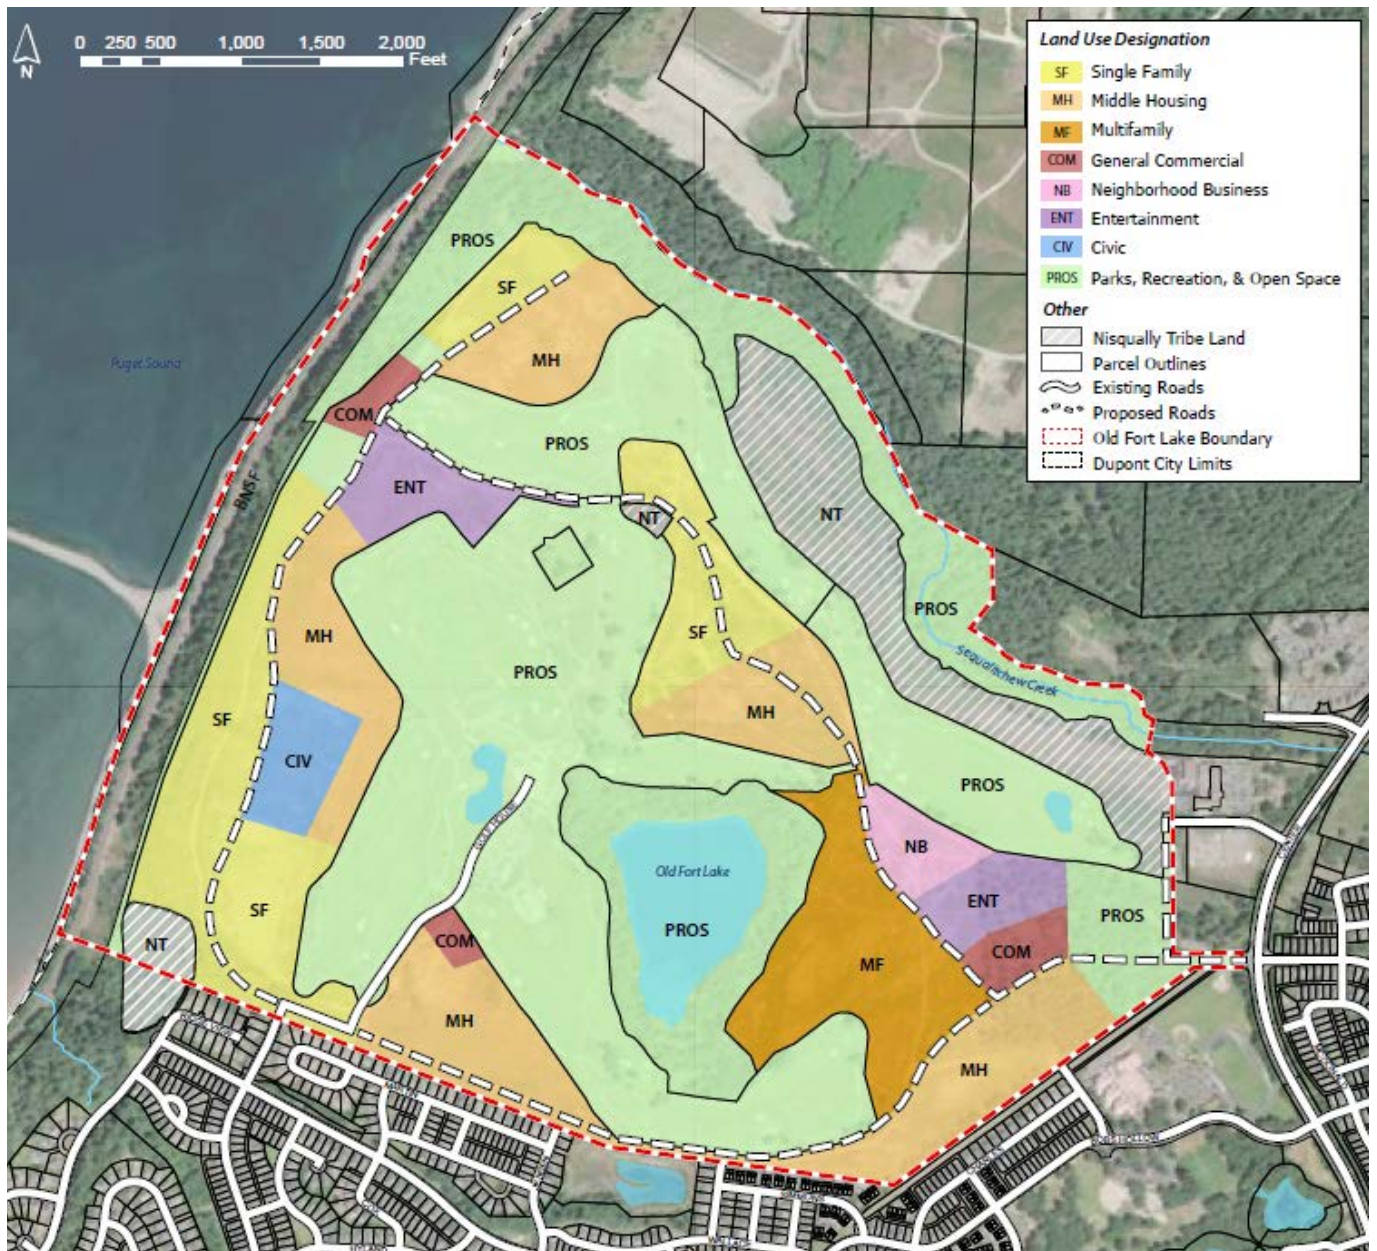 0 250 500 1,000 1,500 2,000
Feet
N
Land Use Designation
SF Single Family
MH Middle Housing
MF Multifamily
COM General Commercial
NB Neighborhood Business
ENT Entertainment
CIV Civic
PROS Parks, Recreation, & Open Space
Other
Nisqually Tribe Land
Parcel Outlines
Existing Roads
Proposed Roads
Old Fort Lake Boundary
Dupont City Limits
PROS
SF
MH
Puget Sound
COM
PROS
BNSF
ENT
NT
NT
PROS
MH
SF
Sequalitchew Creek
PROS
SF
MH
CIV
PROS
NB
Old Fort Lake
ENT
SF
PROS
PROS
COM
NT
COM
MF
MH
MH
CENTER